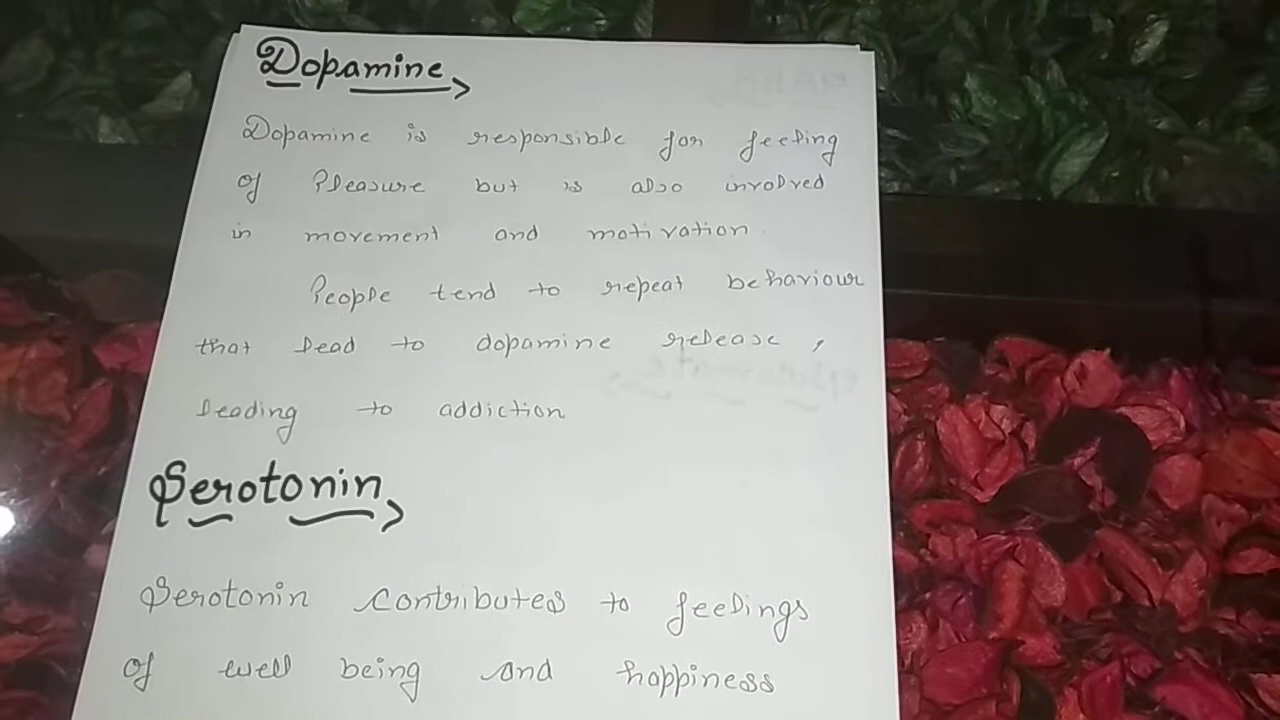 Dopamine
Dopamine is responsible for feeling
of Pleasure but is also involved
in movement and motivation
People tend to repeat behaviour
that lead to dopamine release,
leading to addiction
Serotonin
Serotonin contributes to feelings
of well being and happiness